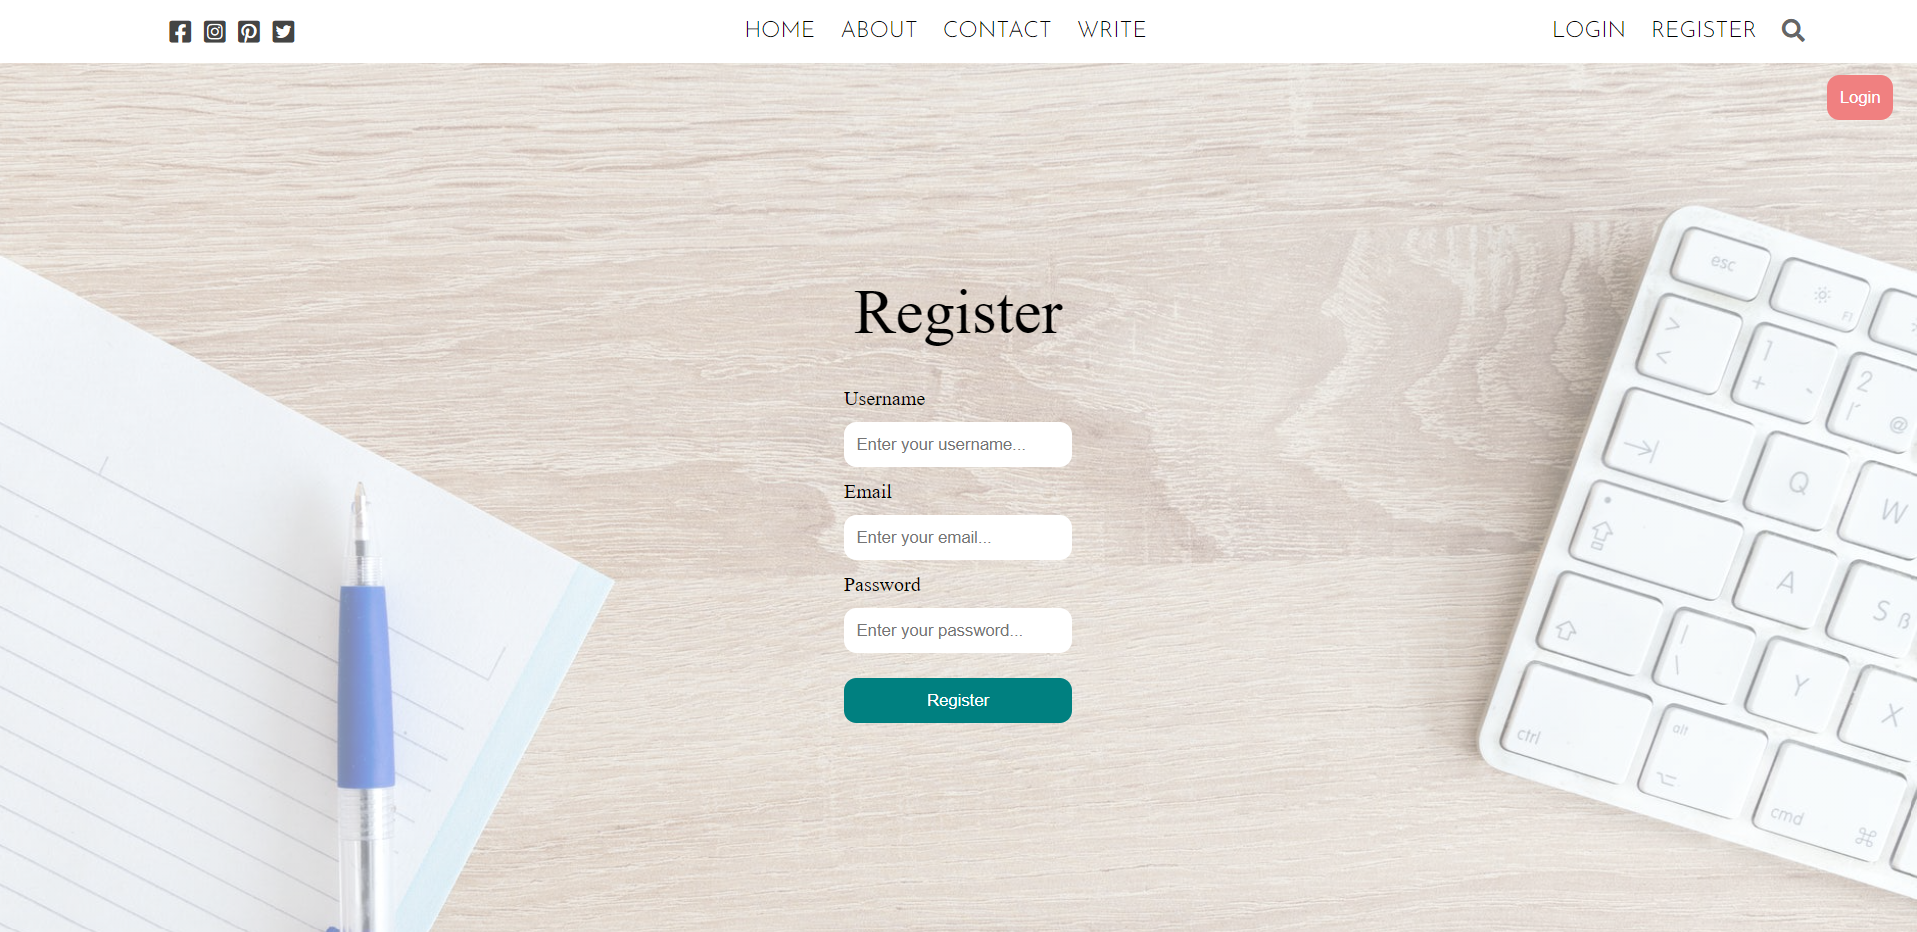 HOME ABOUT CONTACT WRITE LOGIN REGISTER
Login
Register
Username
Enter your username...
Email
Enter your email...
Password
Enter your password...
Register
esc
F1
> <
1 + -
2 ľ @
Q W
A S ß
/ \ Y X
ctrl alt cmd ⌘